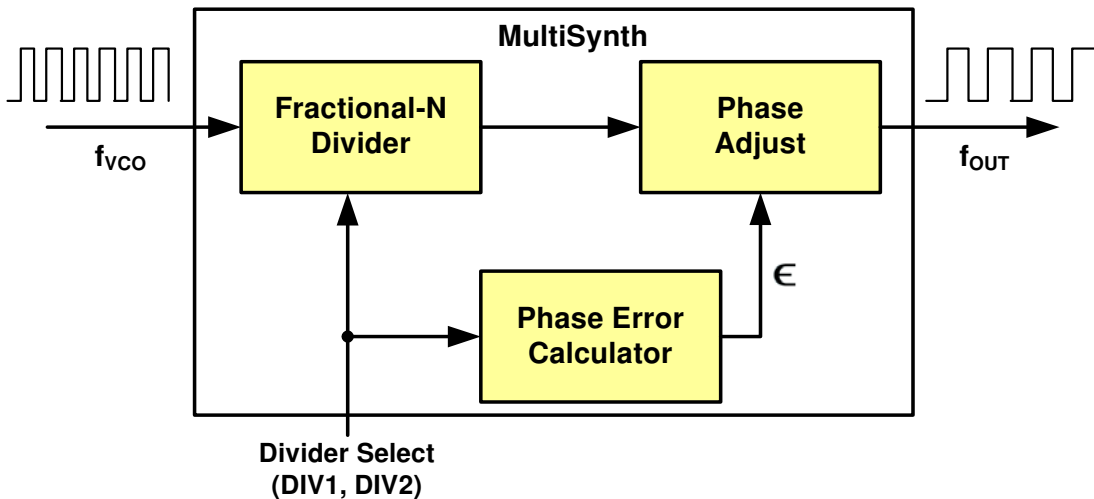 MultiSynth
Fractional-N
Divider
Phase
Adjust
fVCO
fOUT
ϵ
Phase Error
Calculator
Divider Select
(DIV1, DIV2)